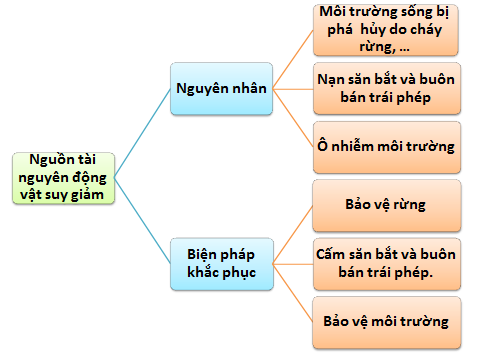 Nguồn tài
nguyên động
vật suy giảm
Nguyên nhân
Môi trường sống bị
phá hủy do cháy
rừng, ...
Nạn săn bắt và buôn
bán trái phép
Ô nhiễm môi trường
Biện pháp
khắc phục
Bảo vệ rừng
Cấm săn bắt và buôn
bán trái phép.
Bảo vệ môi trường